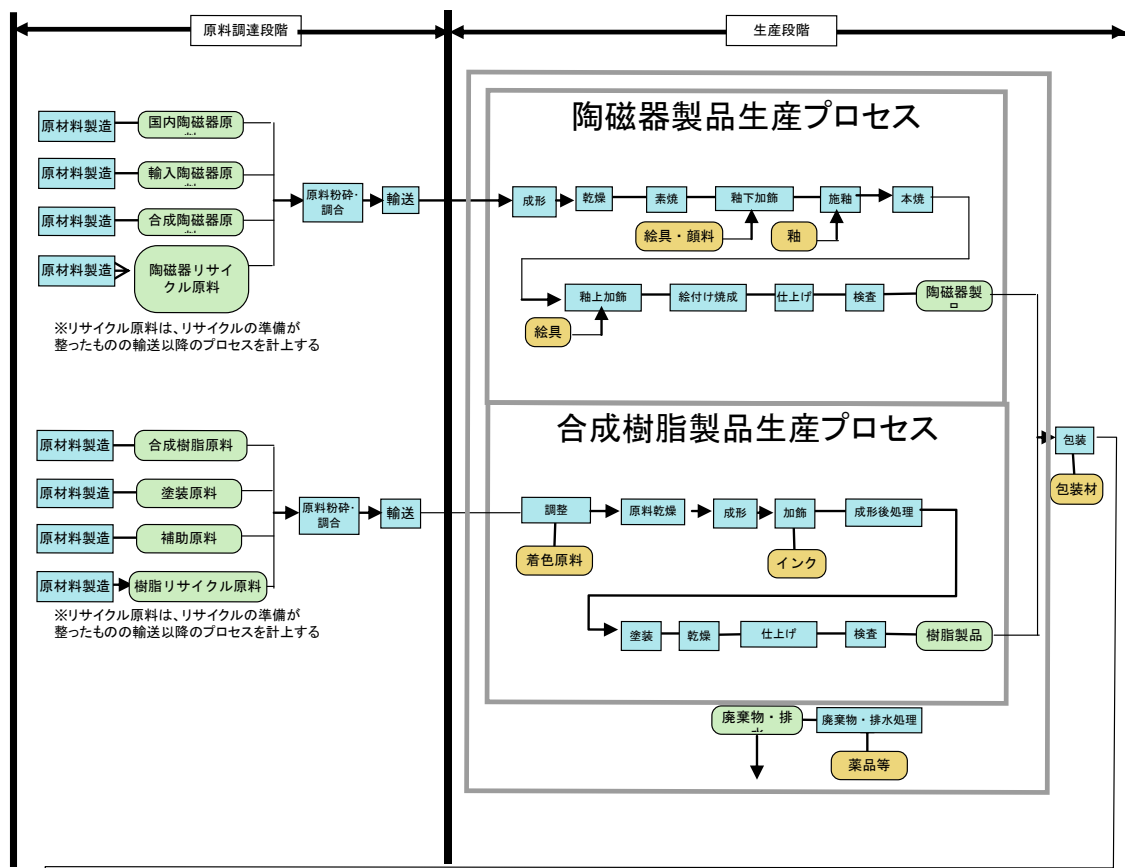 原料調達段階
生産段階
陶磁器製品生産プロセス
原材料製造
国内陶磁器原
原材料製造
輸入陶磁器原
原材料製造
合成陶磁器原
原材料製造
陶磁器リサイ
クル原料
原料粉砕・
調合
輸送
※リサイクル原料は、リサイクルの準備が
整ったものの輸送以降のプロセスを計上する
成形
乾燥
素焼
釉下加飾
施釉
本焼
絵具・顔料
釉
釉上加飾
絵付け焼成
仕上げ
検査
陶磁器製
絵具
合成樹脂製品生産プロセス
原材料製造
合成樹脂原料
原材料製造
塗装原料
原材料製造
補助原料
原材料製造
樹脂リサイクル原料
原料粉砕・
調合
輸送
※リサイクル原料は、リサイクルの準備が
整ったものの輸送以降のプロセスを計上する
調整
原料乾燥
成形
加飾
成形後処理
着色原料
インク
塗装
乾燥
仕上げ
検査
樹脂製品
包装
包装材
廃棄物・排
廃棄物・排水処理
薬品等